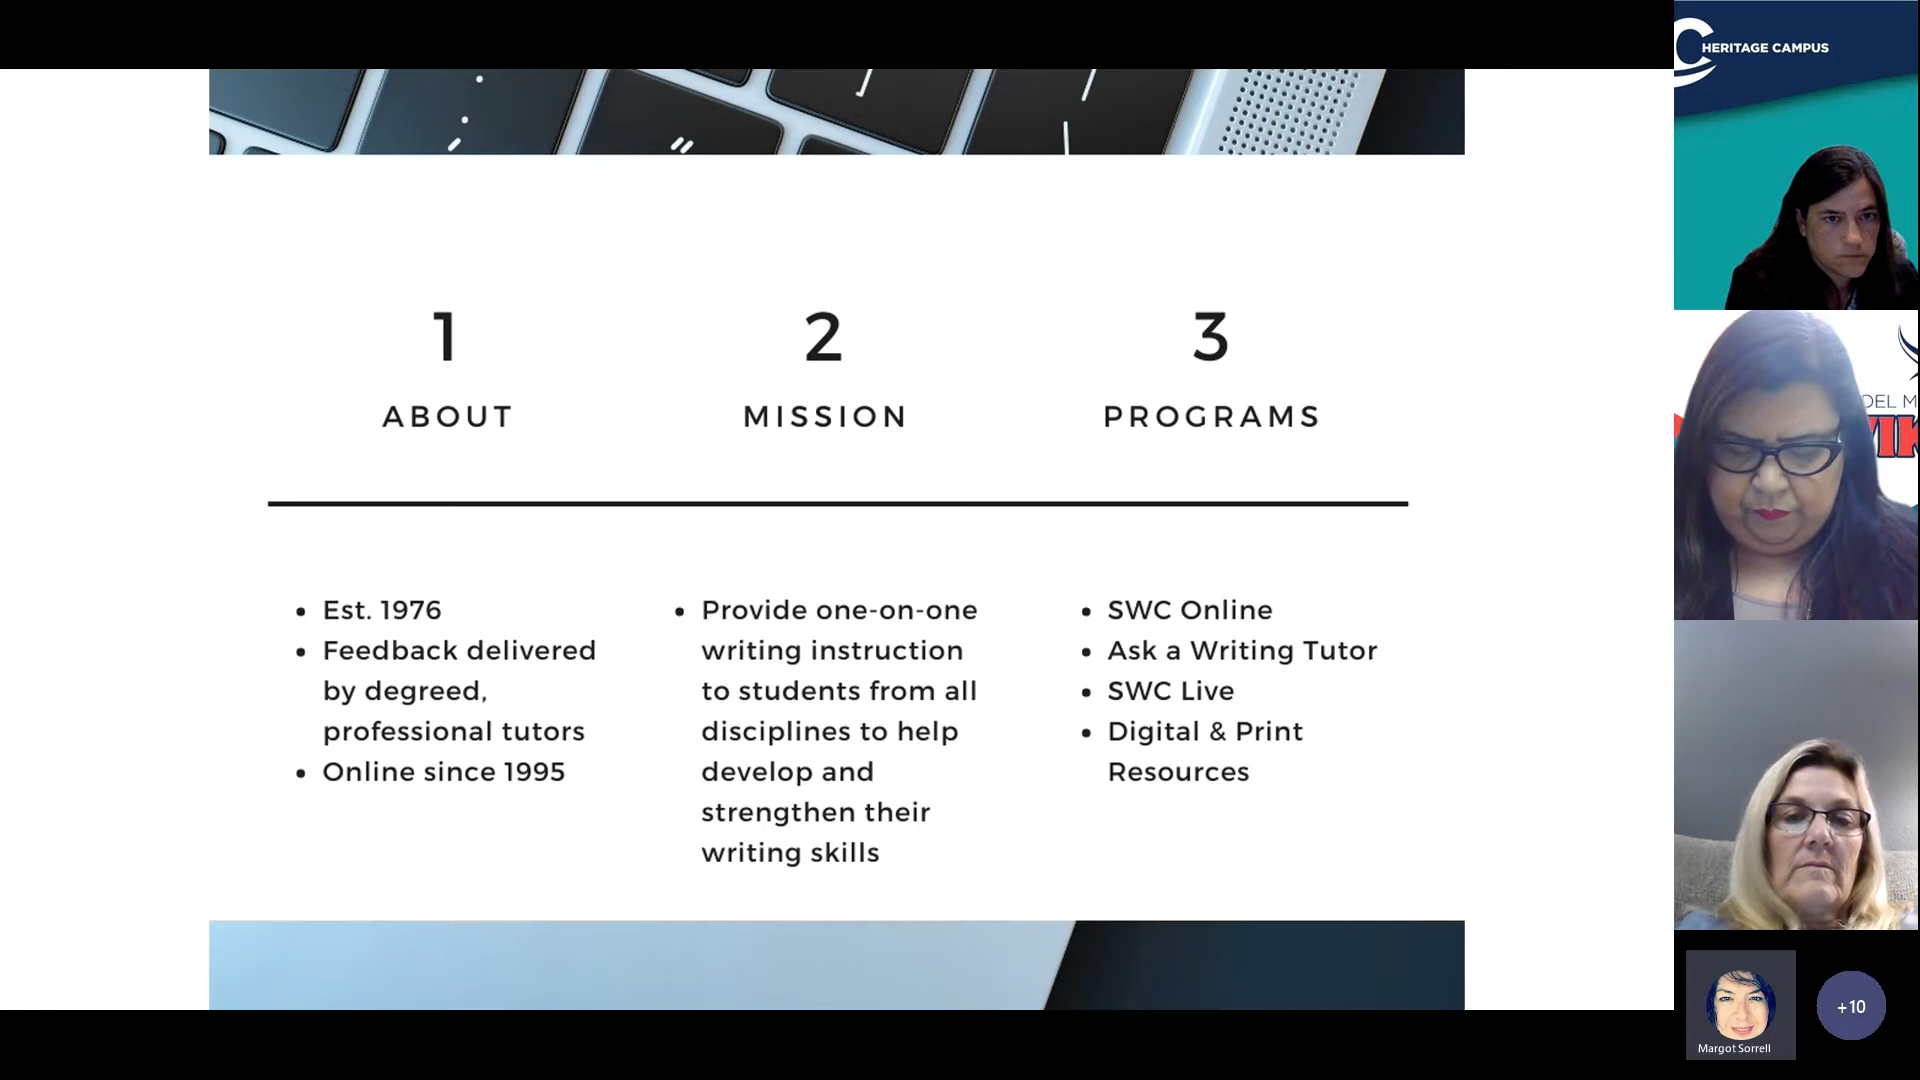 1
ABOUT
Est. 1976
Feedback delivered
by degreed,
professional tutors
Online since 1995
2
MISSION
Provide one-on-one
writing instruction
to students from all
disciplines to help
develop and
strengthen their
writing skills
3
PROGRAMS
SWC Online
Ask a Writing Tutor
SWC Live
Digital & Print
Resources
HERITAGE CAMPUS
DEL M
VIK
Margot Sorrell
+10